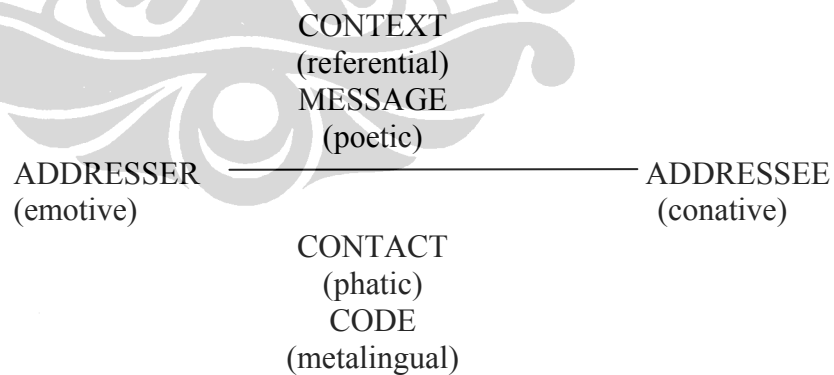 CONTEXT
(referential)
MESSAGE
(poetic)
ADDRESSER ADDRESSEE
(emotive) (conative)
CONTACT
(phatic)
CODE
(metalingual)